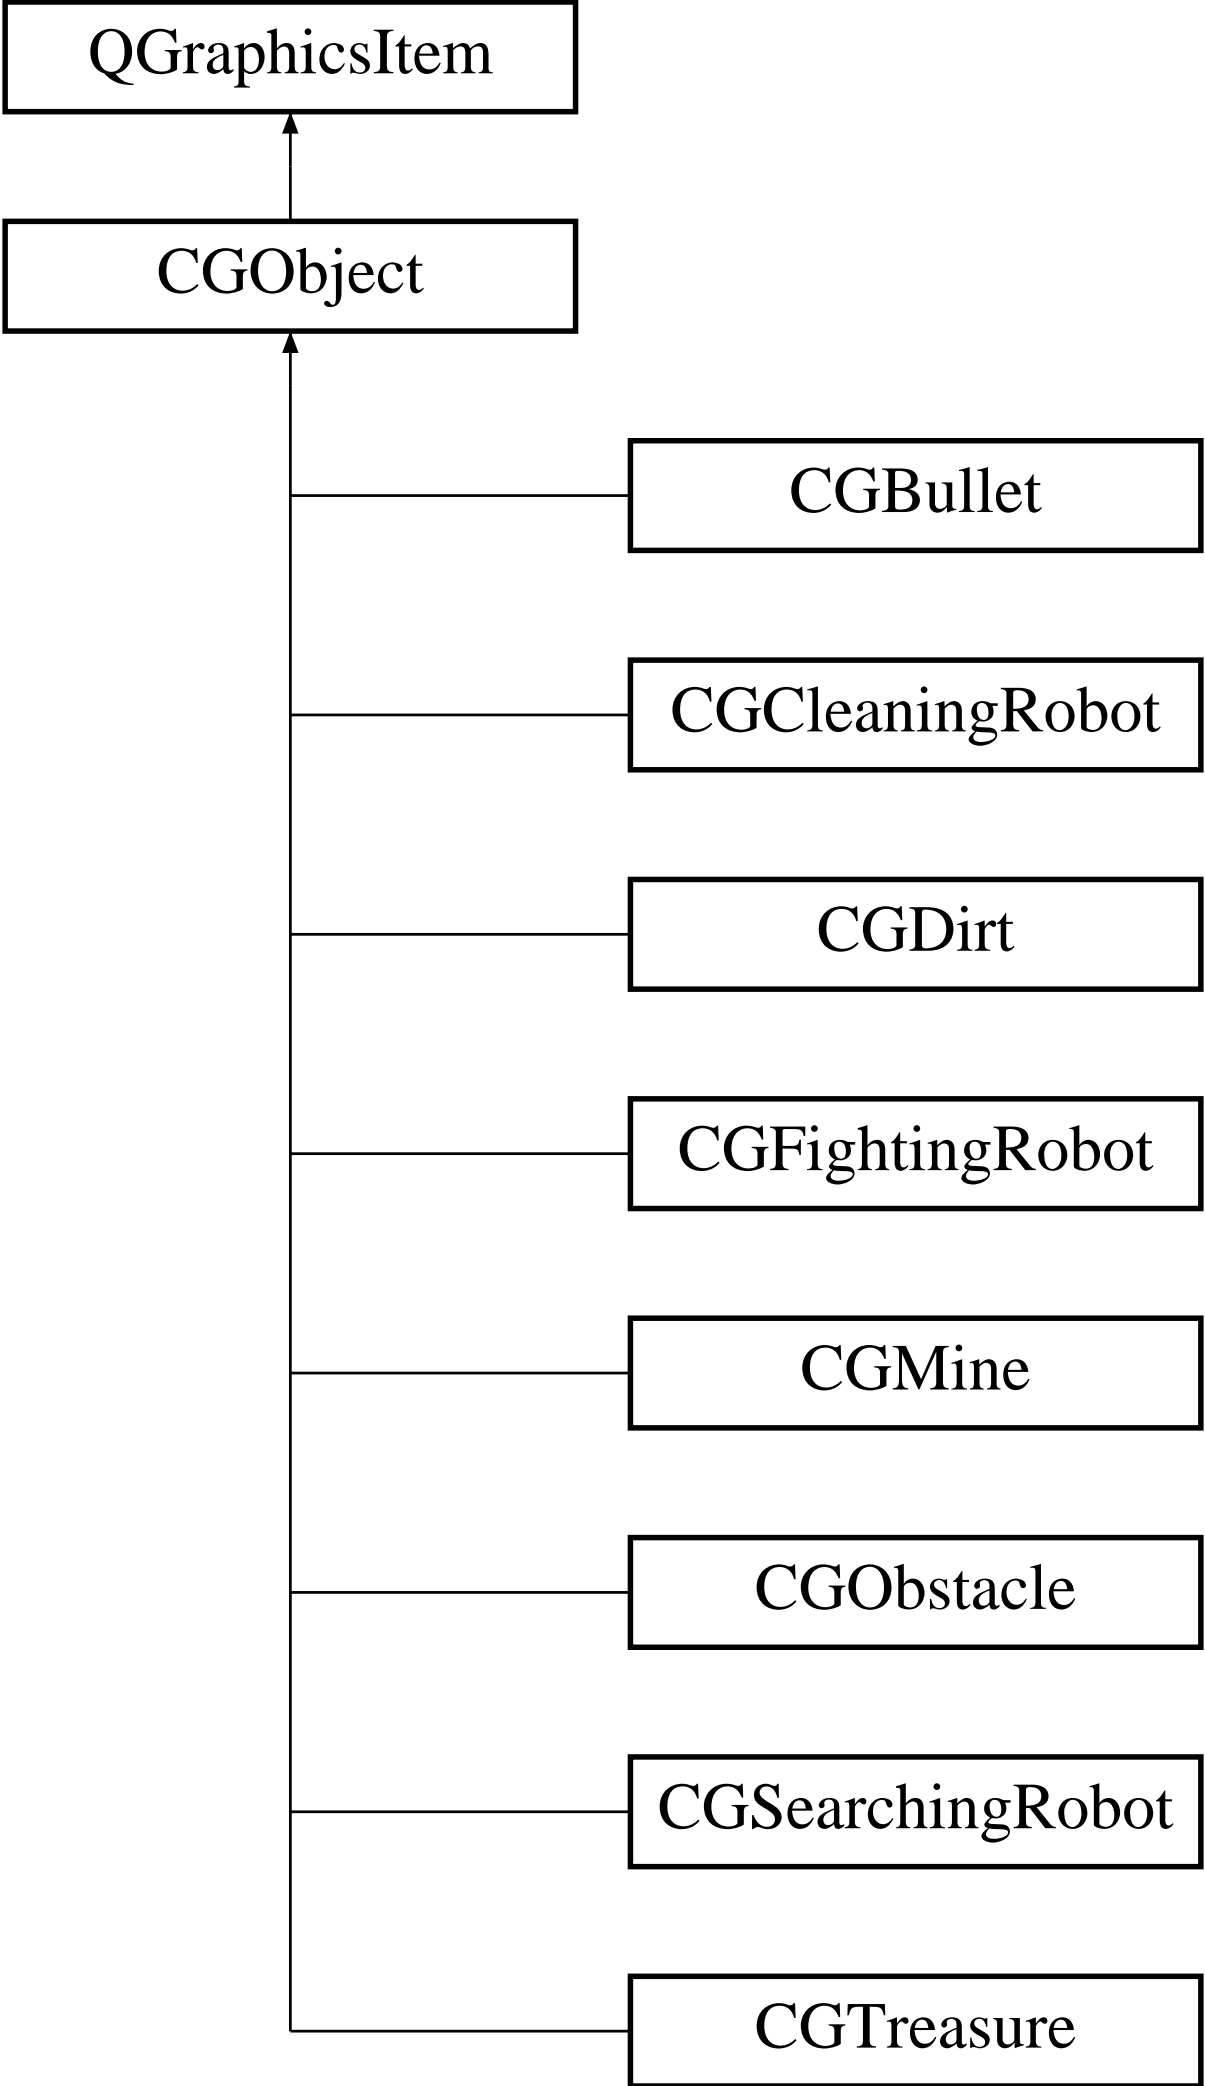 QGraphicsItem
CGObject
CGBullet
CGCleaningRobot
CGDirt
CGFightingRobot
CGMine
CGObstacle
CGSearchingRobot
CGTreasure